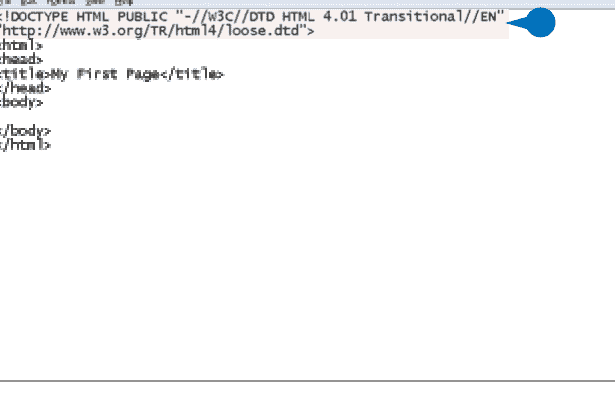 <!DOCTYPE HTML PUBLIC "-//W3C//DTD HTML 4.01 Transitional//EN"
"http://www.w3.org/TR/html4/loose.dtd">
<html>
<head>
<title>My First Page</title>
</head>
<body>
</body>
</html>